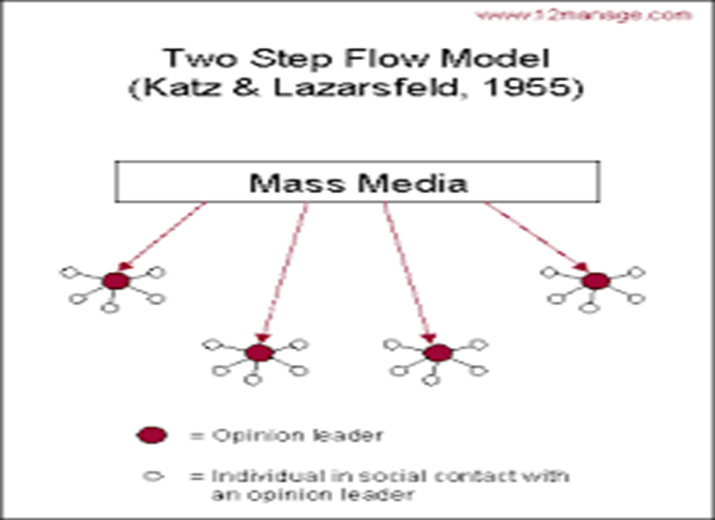 www.12manage.com
Two Step Flow Model
(Katz & Lazarsfeld, 1955)
Mass Media
= Opinion leader
= Individual in social contact with
an opinion leader